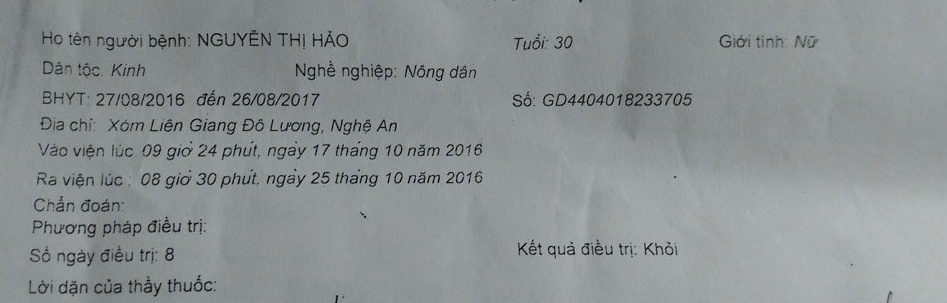 Họ tên người bệnh: NGUYỄN THỊ HẢO Tuổi: 30 Giới tính: Nữ
Dân tộc: Kinh Nghề nghiệp: Nông dân
BHYT: 27/08/2016 đến 26/08/2017 Số: GD4404018233705
Địa chỉ: Xóm Liên Giang Đô Lương, Nghệ An
Vào viện lúc 09 giờ 24 phút, ngày 17 tháng 10 năm 2016
Ra viện lúc : 08 giờ 30 phút, ngày 25 tháng 10 năm 2016
Chẩn đoán:
Phương pháp điều trị:
Số ngày điều trị: 8 Kết quả điều trị: Khỏi
Lời dặn của thầy thuốc: